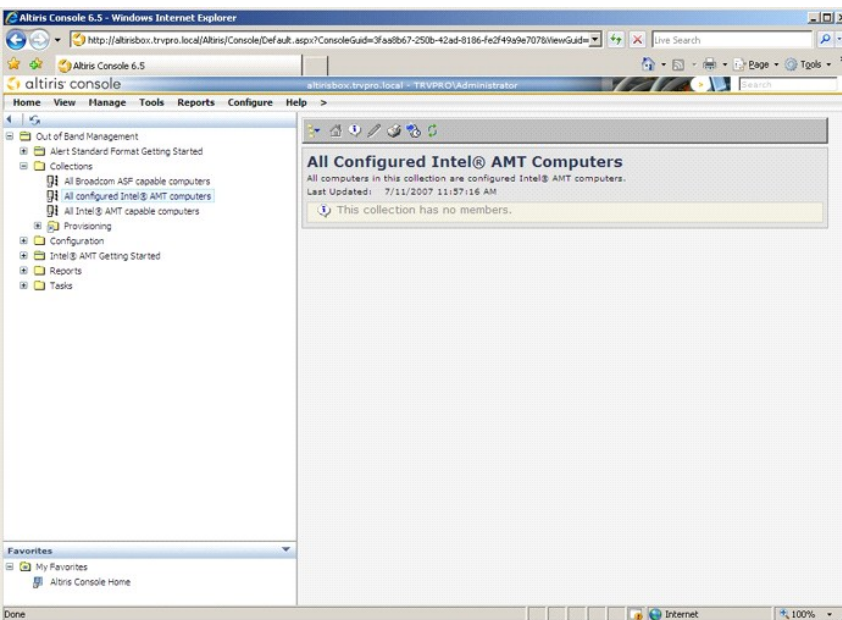 Altiris Console 6.5 - Windows Internet Explorer
http://altirisbox.trvpro.local/Altiris/Console/Default.aspx?ConsoleGuid=3faa8b67-250b-42ad-8186-fe2f49a9e707&ViewGuid=
Live Search
Altiris Console 6.5
Page
Tools
altiris console
altirisbox.trvpro.local - TRVPRO\Administrator
Search
Home View Manage Tools Reports Configure Help >
Out of Band Management
Alert Standard Format Getting Started
Collections
All Broadcom ASF capable computers
All configured Intel® AMT computers
All Intel® AMT capable computers
Provisioning
Configuration
Intel® AMT Getting Started
Reports
Tasks
All Configured Intel® AMT Computers
All computers in this collection are configured Intel® AMT computers.
Last Updated: 7/11/2007 11:57:16 AM
This collection has no members.
Favorites
My Favorites
Altiris Console Home
Done
Internet
100%